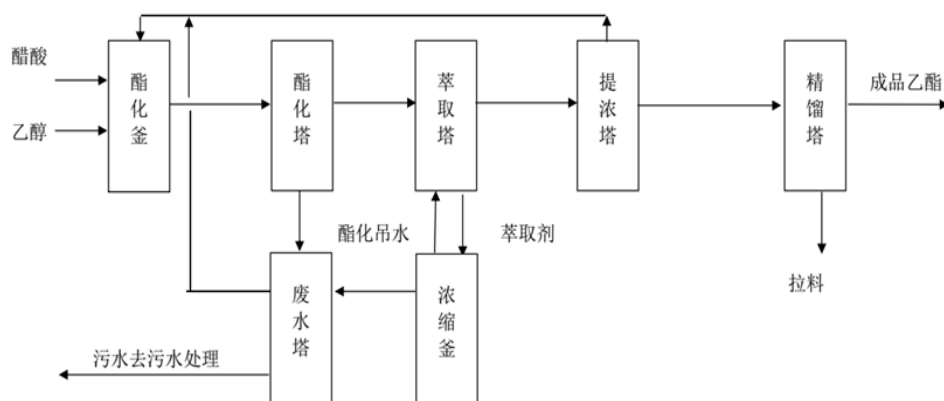 醋酸
乙醇
酯化釜
酯化塔
萃取塔
提浓塔
精馏塔
成品乙酯
酯化吊水
萃取剂
拉料
废水塔
浓缩釜
污水去污水处理